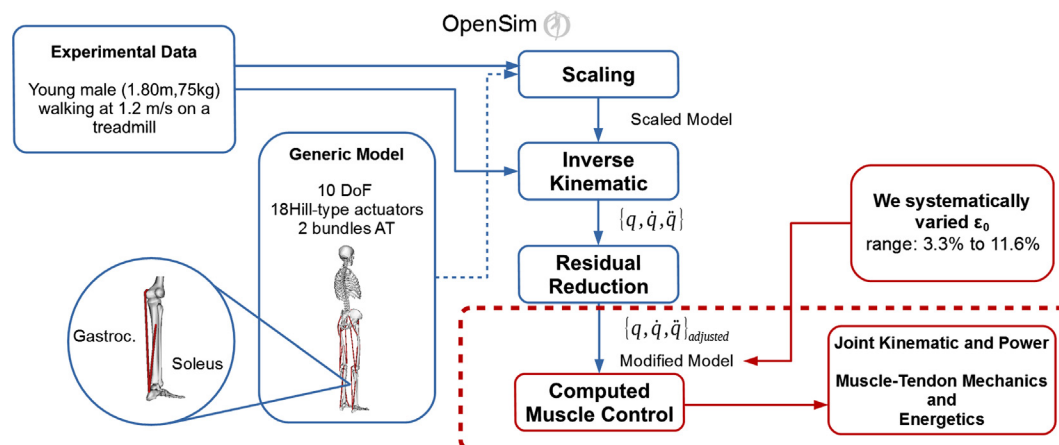 OpenSim
Experimental Data
Young male (1.80m,75kg)
walking at 1.2 m/s on a
treadmill
Scaling
Scaled Model
Generic Model
10 DoF
18Hill-type actuators
2 bundles AT
Inverse
Kinematic
{q, q̇, q̈}
We systematically
varied ε₀
range: 3.3% to 11.6%
Residual
Reduction
Gastroc.
Soleus
{q, q̇, q̈}adjusted
Modified Model
Computed
Muscle Control
Joint Kinematic and Power
Muscle-Tendon Mechanics
and
Energetics